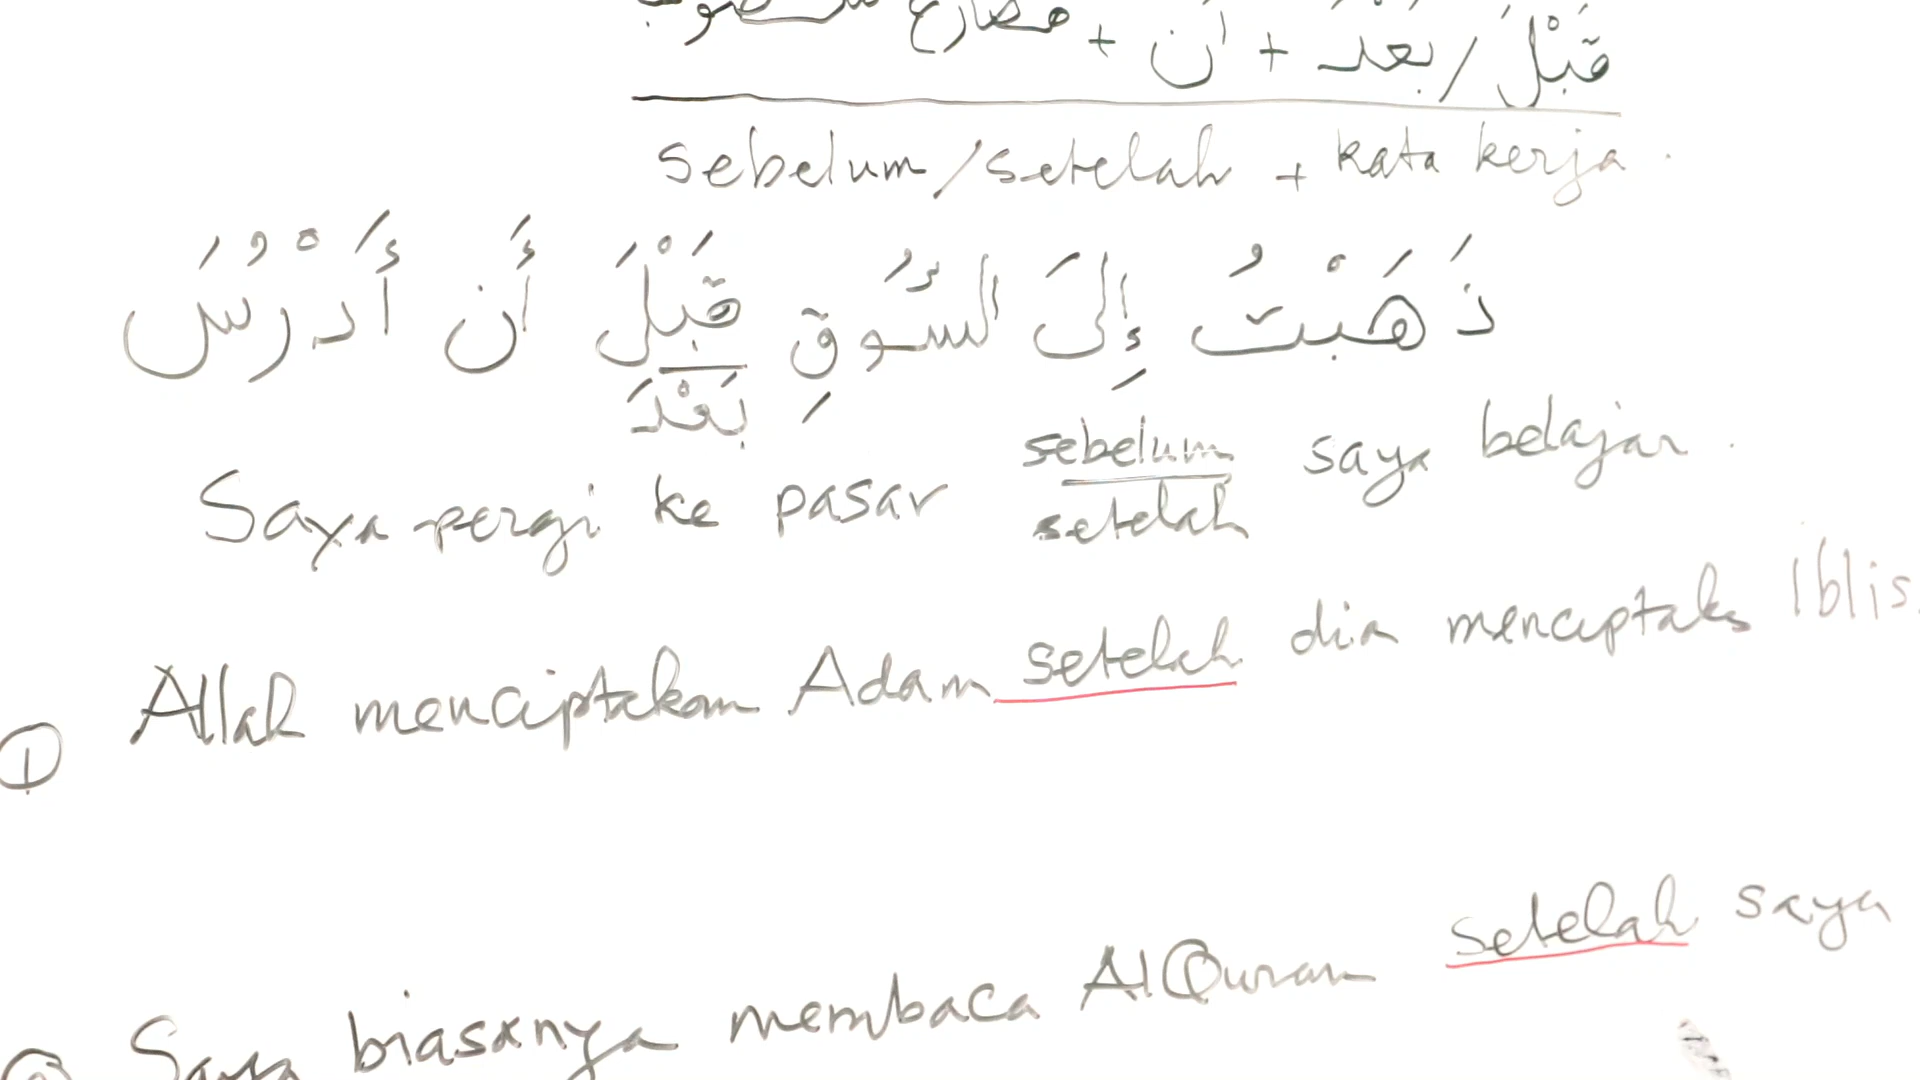 قَبْلَ / بَعْدَ + أَن + مضارع
sebelum/setelah + kata kerja.
ذَهَبْتُ إِلَى السُّوقِ قَبْلَ أَن أَدْرُسَ
بَعْدَ
Saya pergi ke pasar sebelum saya belajar.
setelah
① Allah menciptakan Adam setelah dia Iblis.
Saya biasanya membaca AlQuran setelah saya